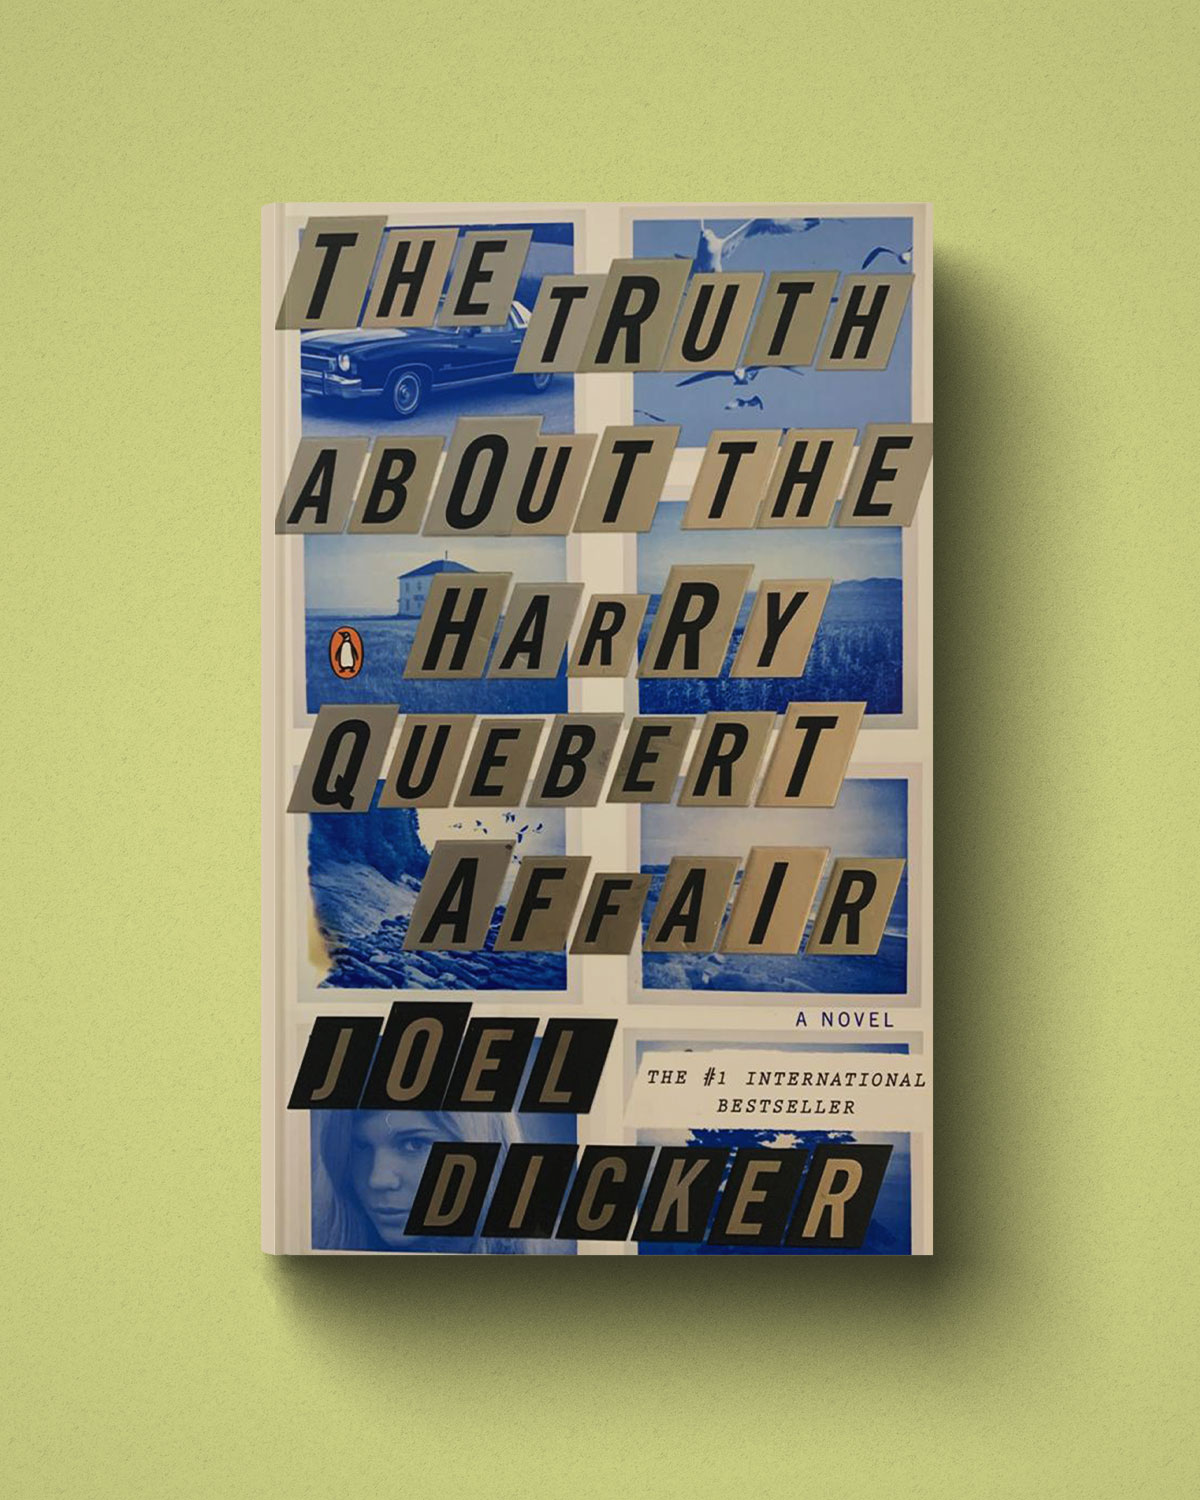 THE TRUTH
ABOUT THE
HARRY
QUEBERT
AFFAIR
A NOVEL
JOEL
THE #1 INTERNATIONAL
BESTSELLER
DICKER